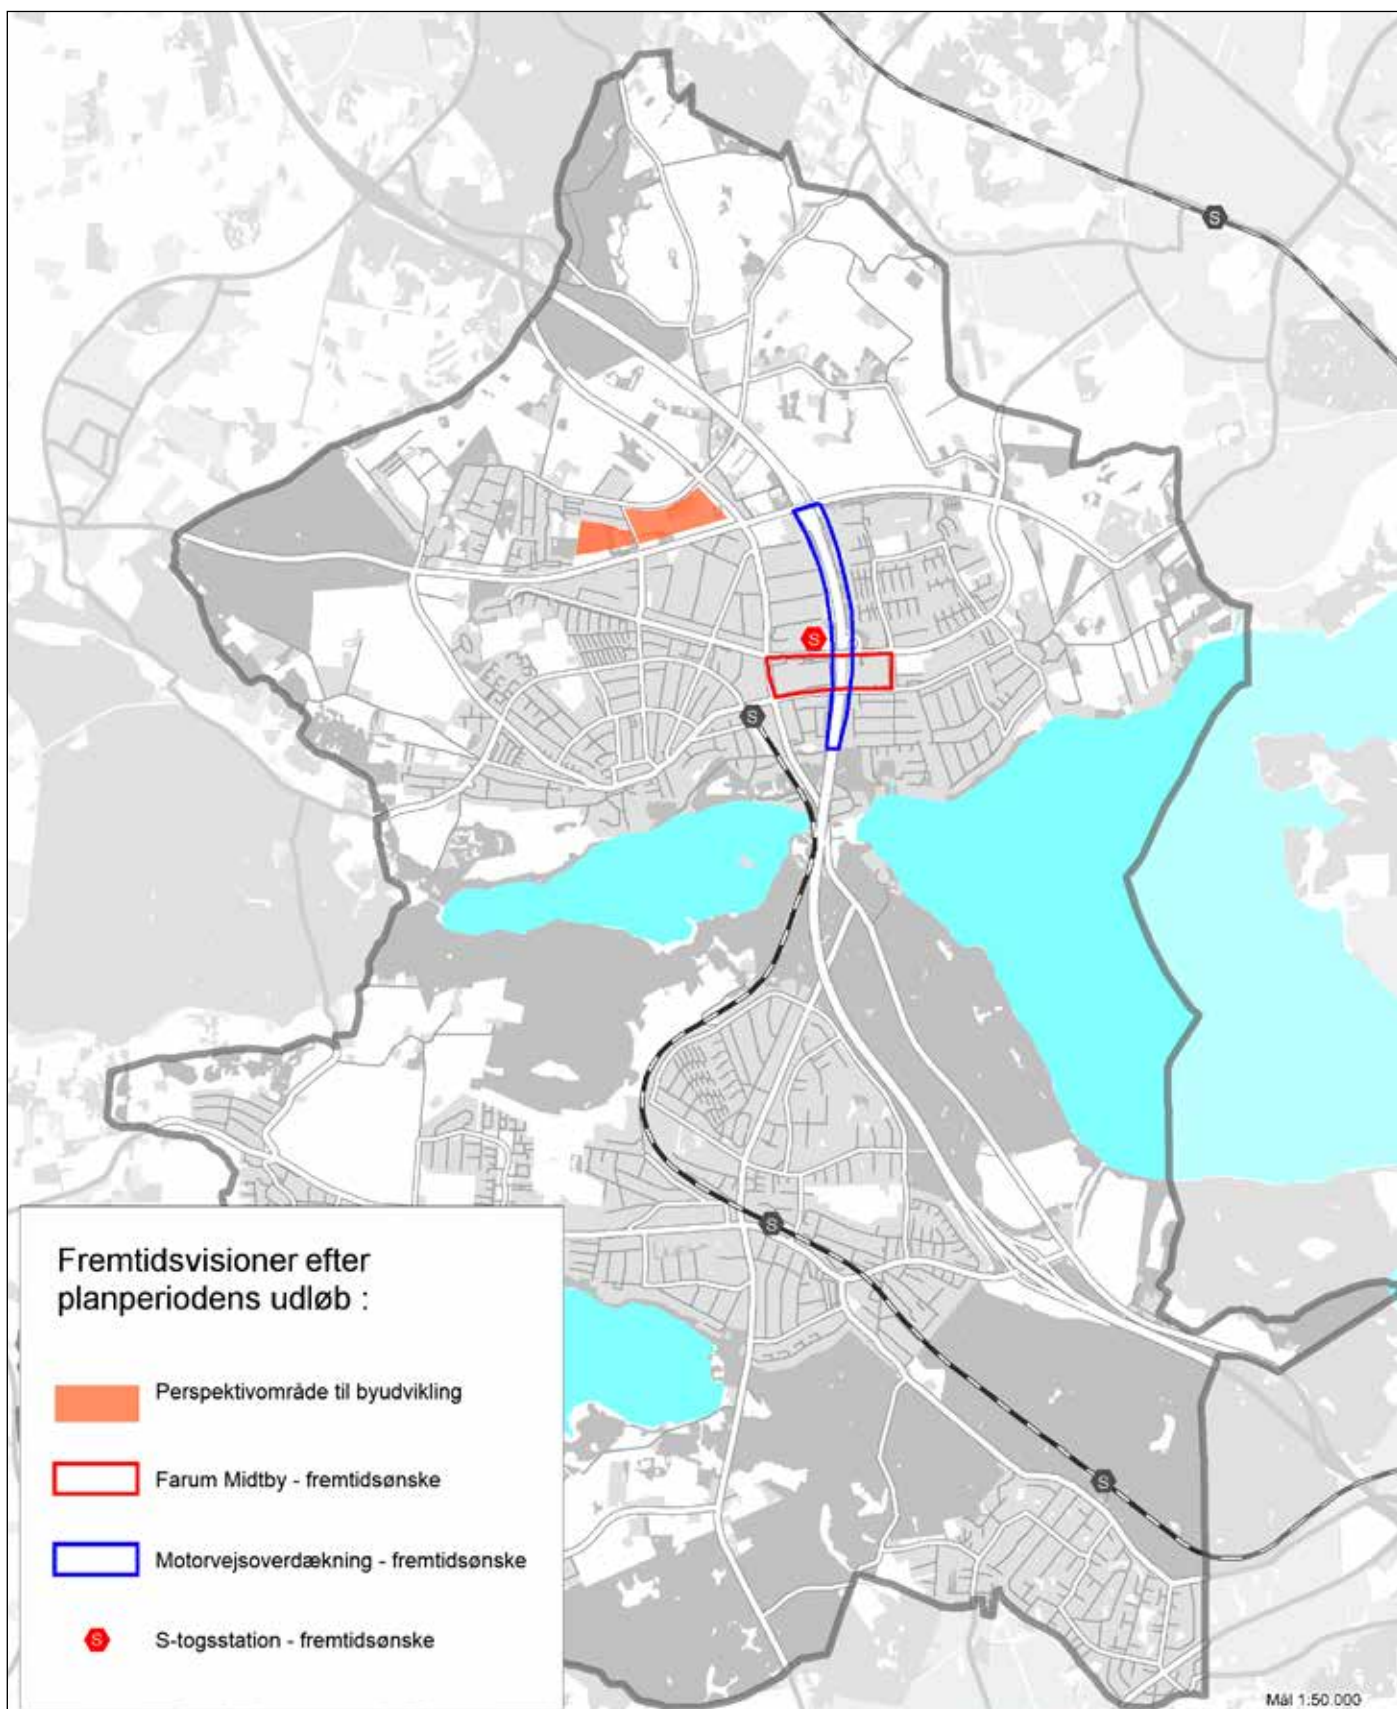 S
S
S
S
S
Fremtidsvisioner efter
planperiodens udløb :
Perspektivområde til byudvikling
Farum Midtby - fremtidsønske
Motorvejsoverdækning - fremtidsønske
S
S-togsstation - fremtidsønske
Mål 1:50.000